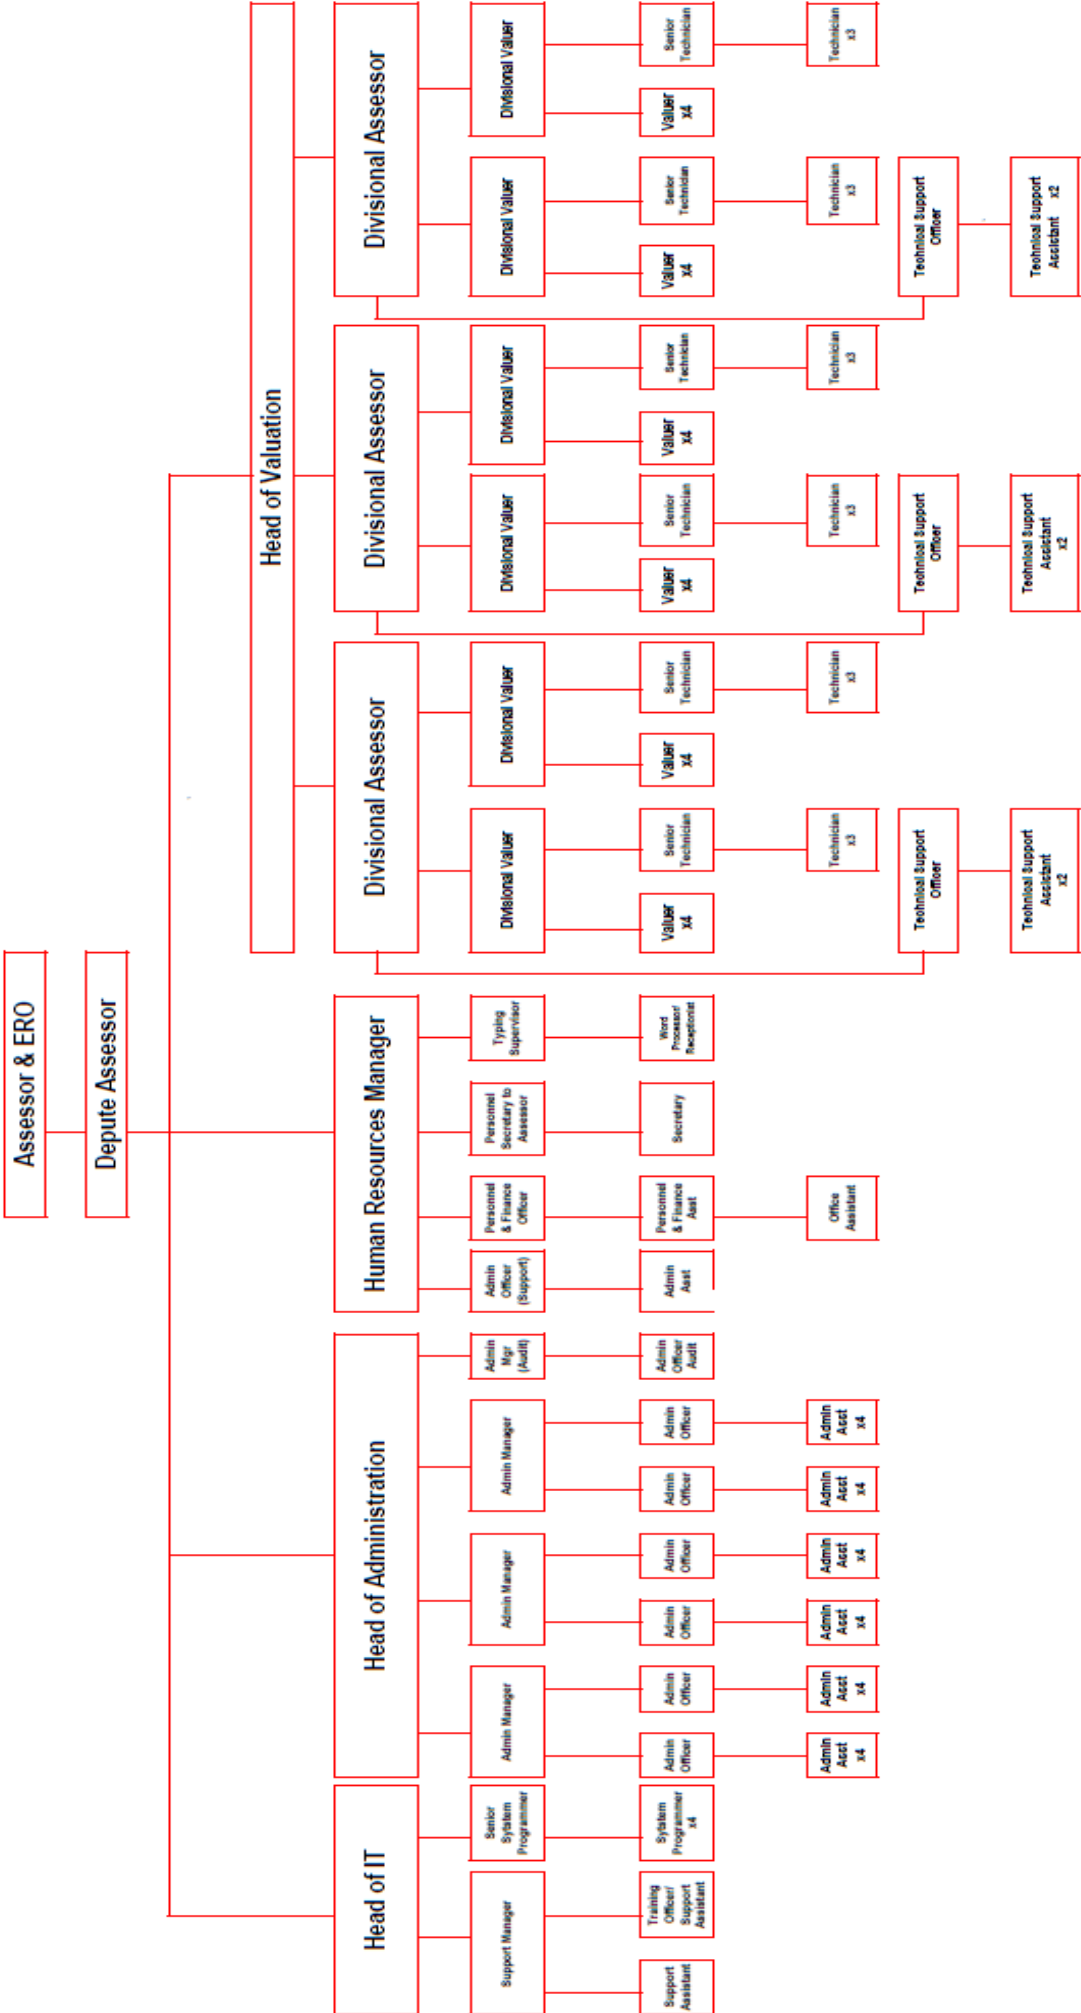 Assessor & ERO
Depute Assessor
Head of Valuation
Head of IT
Head of Administration
Human Resources Manager
Divisional Assessor
Divisional Assessor
Divisional Assessor
Support Manager
Senior
Sytstem
Programmer
Admin Manager
Admin Manager
Admin Manager
Admin
Mgr
(Audit)
Admin
Officer
(Support)
Personnel
& Finance
Officer
Personnel
Secretary to
Assessor
Typing
Supervisor
Divisional Valuer
Divisional Valuer
Divisional Valuer
Divisional Valuer
Divisional Valuer
Divisional Valuer
Support
Assistant
Training
Officer/
Support
Assistant
Sytstem
Programmer
x4
Admin
Officer
Admin
Officer
Admin
Officer
Admin
Officer
Admin
Officer
Admin
Officer
Admin
Officer
Audit
Admin
Asst
Personnel
& Finance
Asst
Secretary
Word
Processor/
Receptionist
Valuer
x4
Senior
Technician
Valuer
x4
Senior
Technician
Valuer
x4
Senior
Technician
Valuer
x4
Senior
Technician
Valuer
x4
Senior
Technician
Valuer
x4
Senior
Technician
Admin
Asst
x4
Admin
Asst
x4
Admin
Asst
x4
Admin
Asst
x4
Admin
Asst
x4
Admin
Asst
x4
Office
Assistant
Technician
x3
Technician
x3
Technician
x3
Technician
x3
Technician
x3
Technician
x3
Technical Support
Officer
Technical Support
Officer
Technical Support
Officer
Technical Support
Assistant
x2
Technical Support
Assistant
x2
Technical Support
Assistant x2